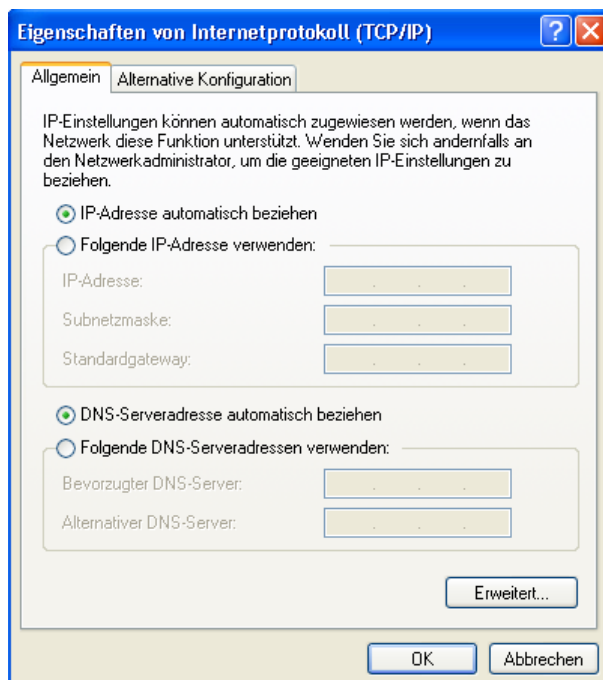 Eigenschaften von Internetprotokoll (TCP/IP)
Allgemein
Alternative Konfiguration
IP-Einstellungen können automatisch zugewiesen werden, wenn das
Netzwerk diese Funktion unterstützt. Wenden Sie sich andernfalls an
den Netzwerkadministrator, um die geeigneten IP-Einstellungen zu
beziehen.
IP-Adresse automatisch beziehen
Folgende IP-Adresse verwenden:
IP-Adresse:
Subnetzmaske:
Standardgateway:
DNS-Serveradresse automatisch beziehen
Folgende DNS-Serveradressen verwenden:
Bevorzugter DNS-Server:
Alternativer DNS-Server:
Erweitert...
OK
Abbrechen